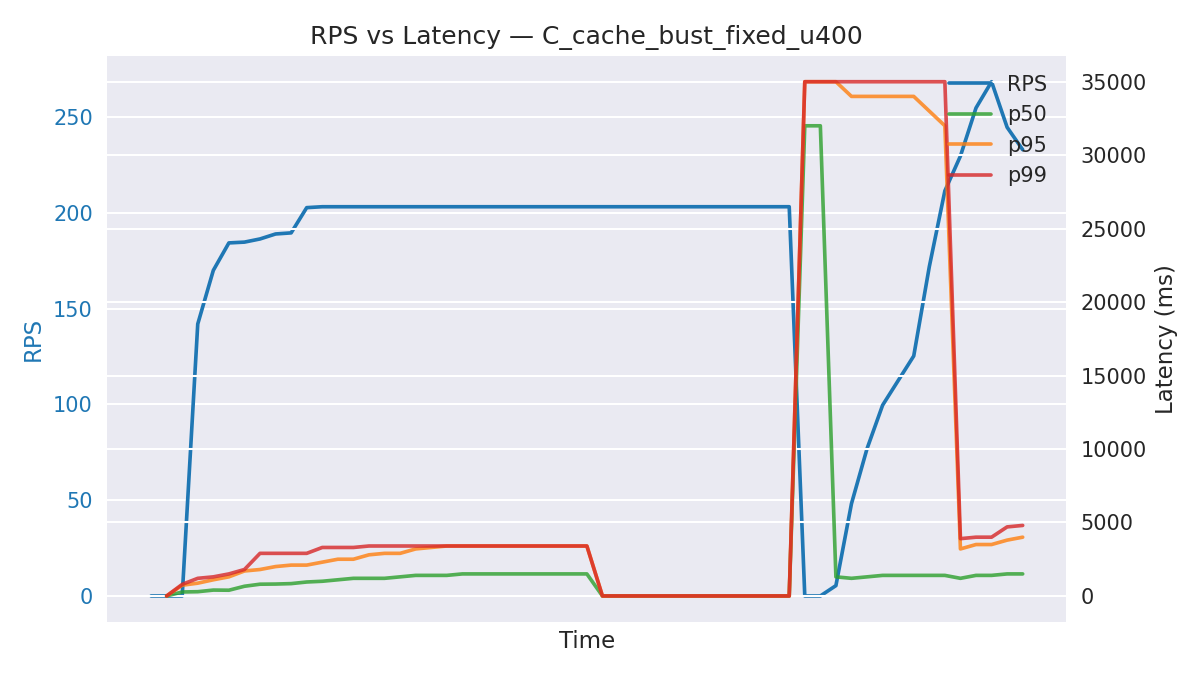 RPS vs Latency — C_cache_bust_fixed_u400
RPS
250
200
150
100
50
0
35000
30000
25000
20000
15000
10000
5000
0
Latency (ms)
RPS
p50
p95
p99
Time